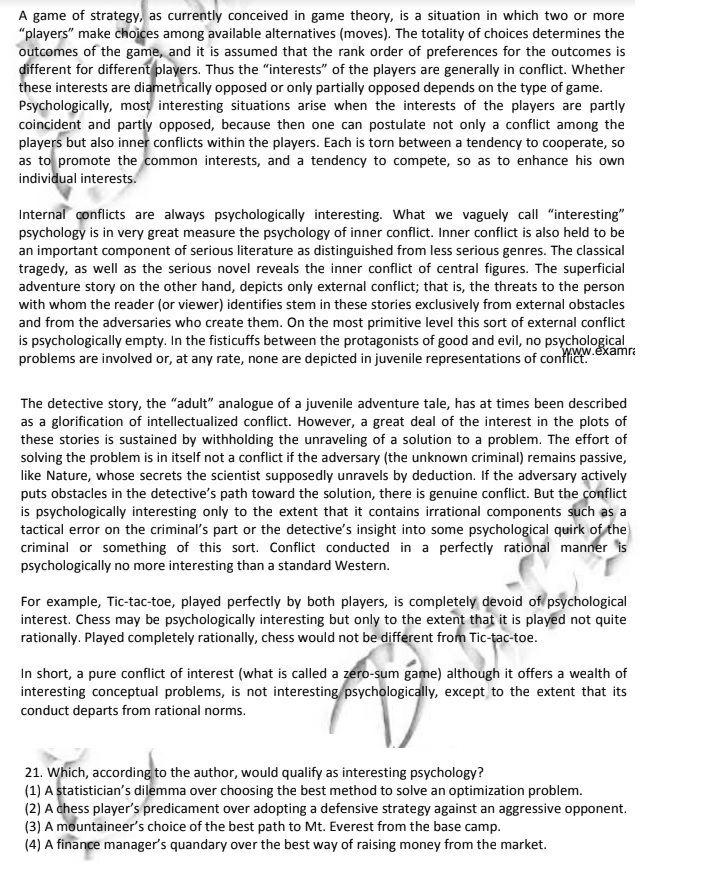 A game of strategy, as currently conceived in game theory, is a situation in which two or more
“players” make choices among available alternatives (moves). The totality of choices determines the
outcomes of the game, and it is assumed that the rank order of preferences for the outcomes is
different for different players. Thus the “interests” of the players are generally in conflict. Whether
these interests are diametrically opposed or only partially opposed depends on the type of game.
Psychologically, most interesting situations arise when the interests of the players are partly
coincident and partly opposed, because then one can postulate not only a conflict among the
players but also inner conflicts within the players. Each is torn between a tendency to cooperate, so
as to promote the common interests, and a tendency to compete, so as to enhance his own
individual interests.
Internal conflicts are always psychologically interesting. What we vaguely call “interesting”
psychology is in very great measure the psychology of inner conflict. Inner conflict is also held to be
an important component of serious literature as distinguished from less serious genres. The classical
tragedy, as well as the serious novel reveals the inner conflict of central figures. The superficial
adventure story on the other hand, depicts only external conflict; that is, the threats to the person
with whom the reader (or viewer) identifies stem in these stories exclusively from external obstacles
and from the adversaries who create them. On the most primitive level this sort of external conflict
is psychologically empty. In the fisticuffs between the protagonists of good and evil, no psychological
problems are involved or, at any rate, none are depicted in juvenile representations of conflict.
www.examra
The detective story, the “adult” analogue of a juvenile adventure tale, has at times been described
as a glorification of intellectualized conflict. However, a great deal of the interest in the plots of
these stories is sustained by withholding the unraveling of a solution to a problem. The effort of
solving the problem is in itself not a conflict if the adversary (the unknown criminal) remains passive,
like Nature, whose secrets the scientist supposedly unravels by deduction. If the adversary actively
puts obstacles in the detective’s path toward the solution, there is genuine conflict. But the conflict
is psychologically interesting only to the extent that it contains irrational components such as a
tactical error on the criminal’s part or the detective’s insight into some psychological quirk of the
criminal or something of this sort. Conflict conducted in a perfectly rational manner is
psychologically no more interesting than a standard Western.
For example, Tic-tac-toe, played perfectly by both players, is completely devoid of psychological
interest. Chess may be psychologically interesting but only to the extent that it is played not quite
rationally. Played completely rationally, chess would not be different from Tic-tac-toe.
In short, a pure conflict of interest (what is called a zero-sum game) although it offers a wealth of
interesting conceptual problems, is not interesting psychologically, except to the extent that its
conduct departs from rational norms.
21. Which, according to the author, would qualify as interesting psychology?
(1) A statistician’s dilemma over choosing the best method to solve an optimization problem.
(2) A chess player’s predicament over adopting a defensive strategy against an aggressive opponent.
(3) A mountaineer’s choice of the best path to Mt. Everest from the base camp.
(4) A finance manager’s quandary over the best way of raising money from the market.